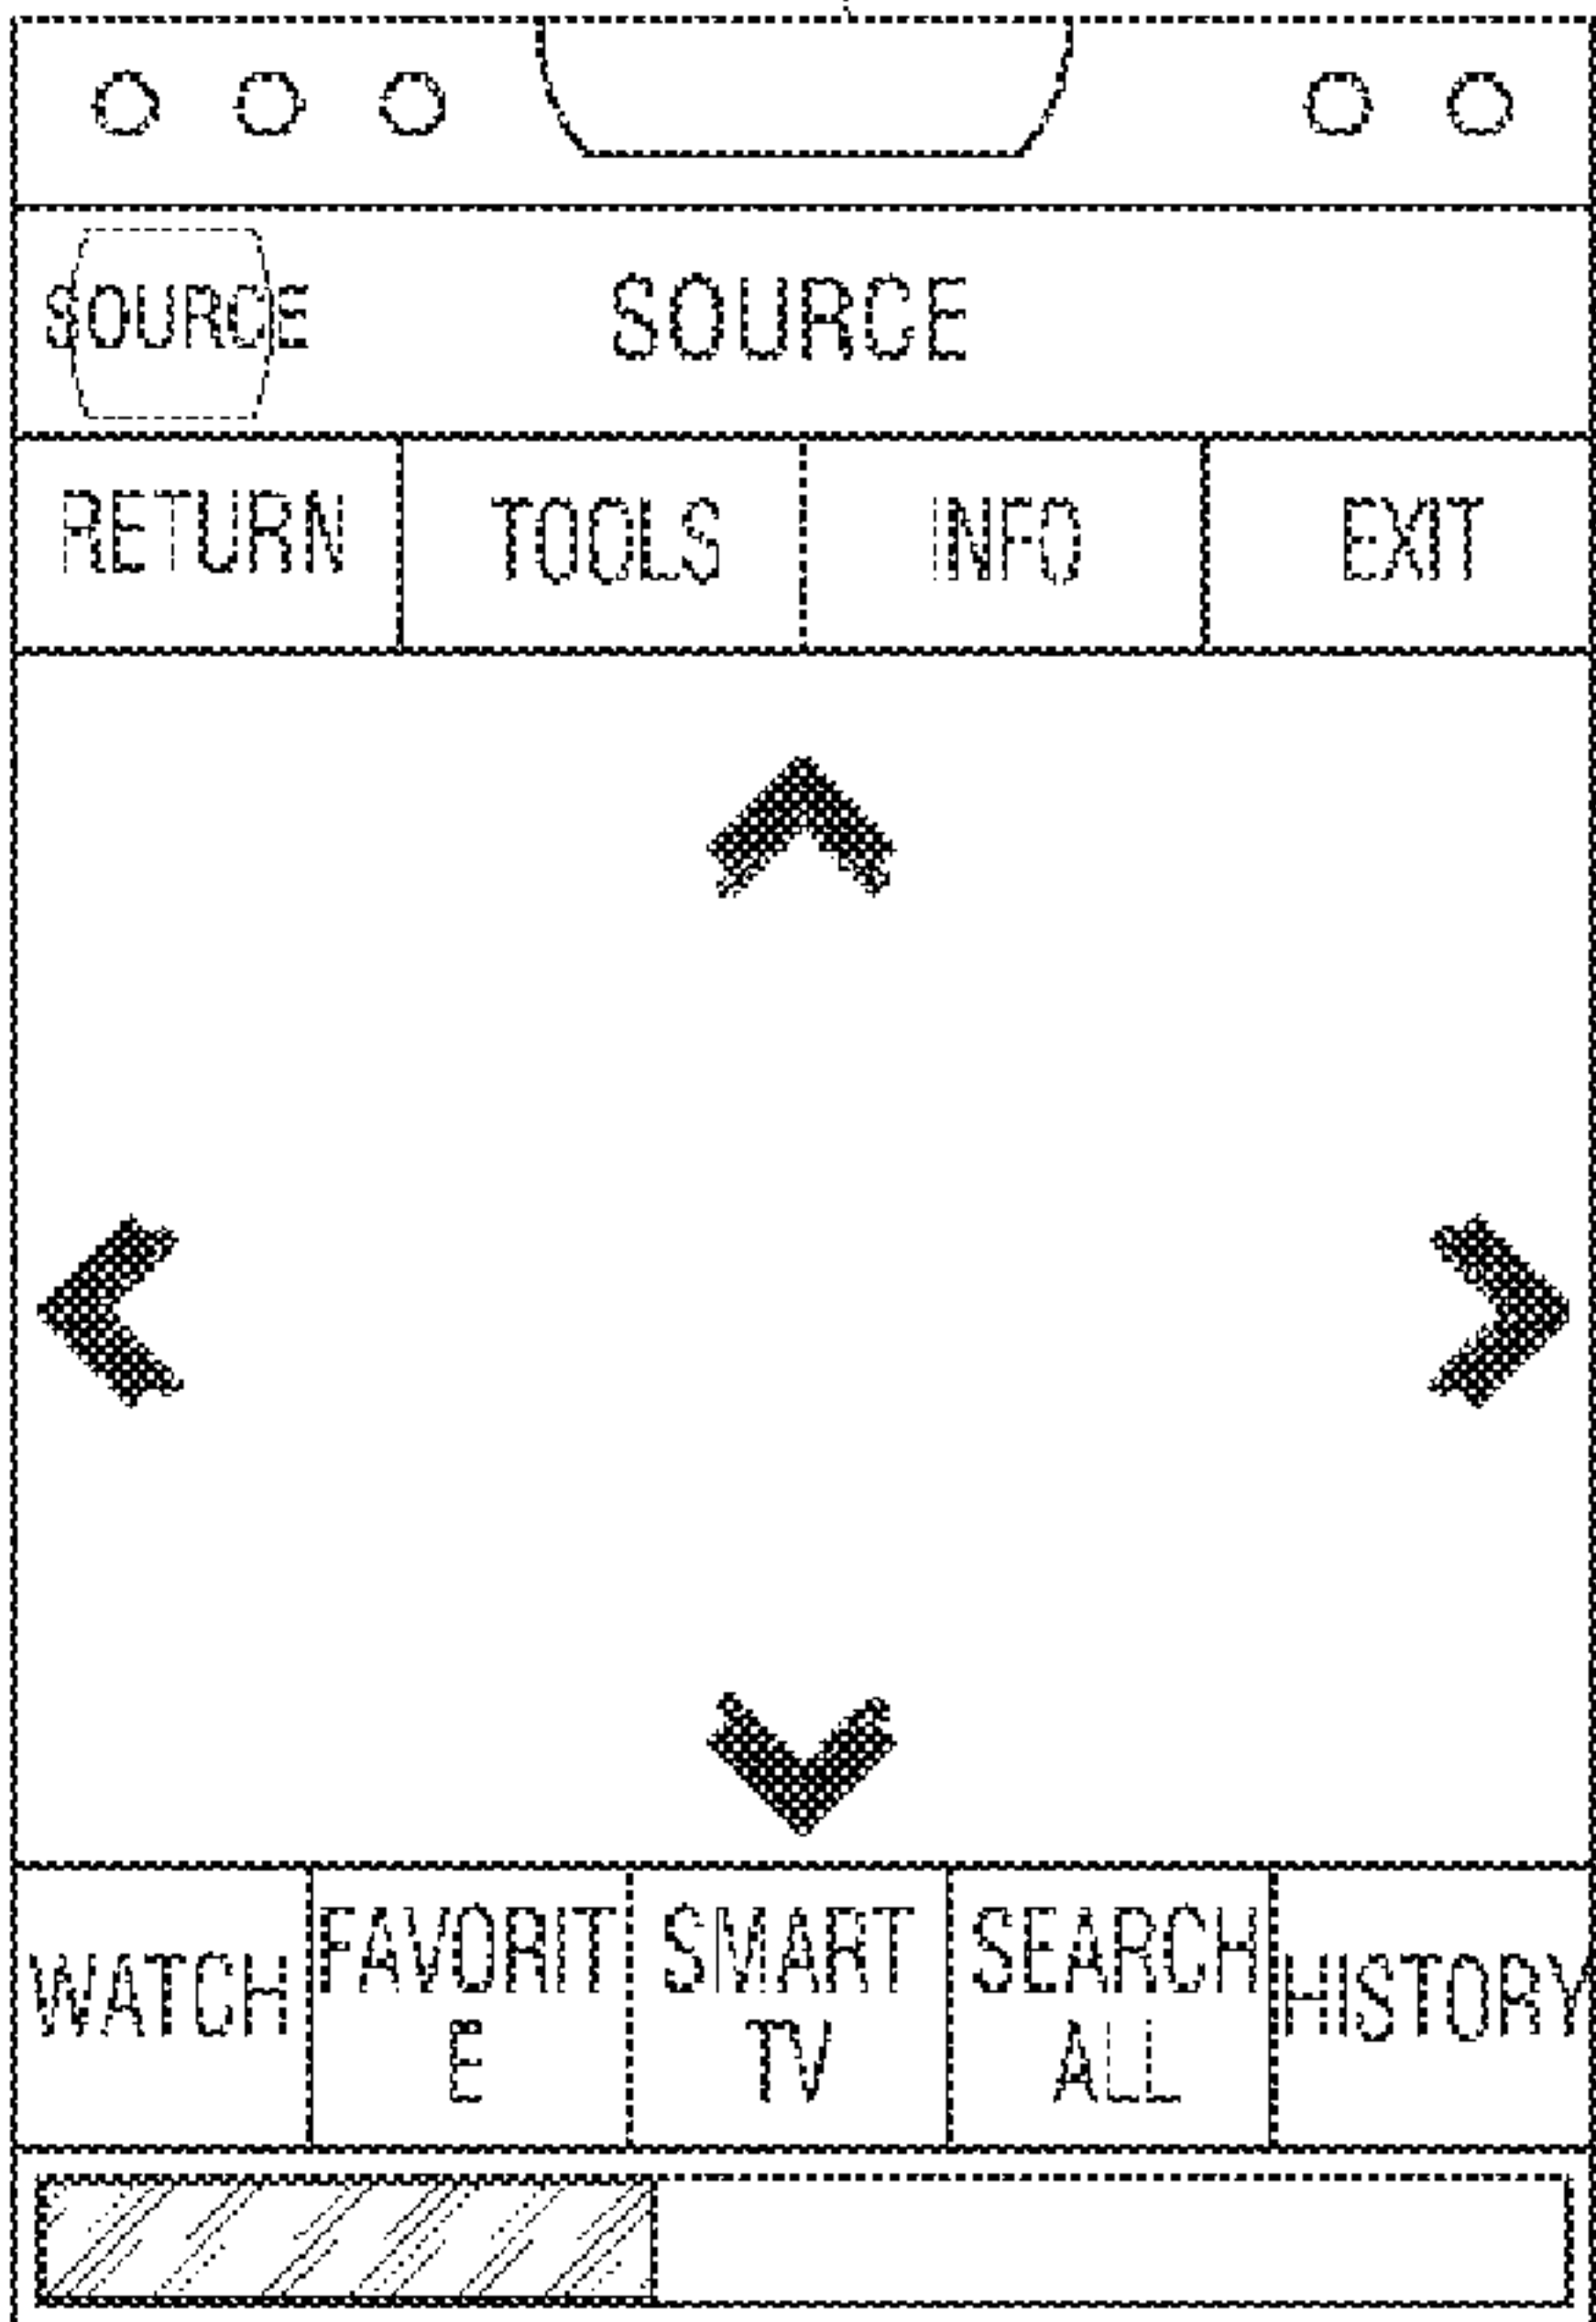 SOURCE SOURCE
RETURN TOOLS INFO EXIT
WATCH FAVORIT SMART SEARCH HISTORY
E TV ALL